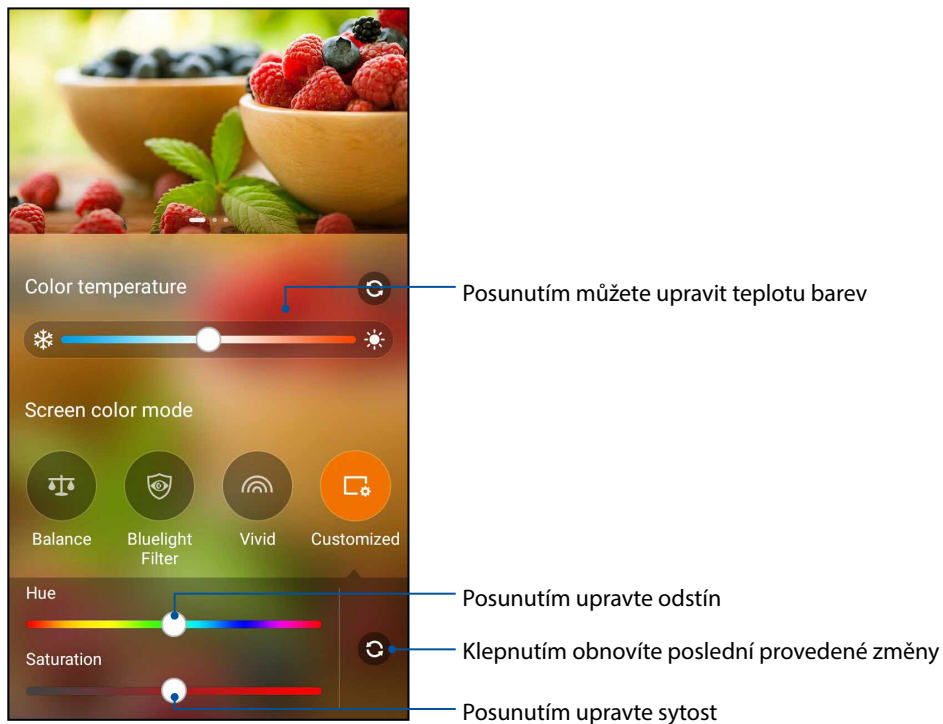 Color temperature
Posunutím můžete upravit teplotu barev
Screen color mode
Balance
Bluelight
Filter
Vivid
Customized
Hue
Posunutím upravte odstín
Klepnutím obnovíte poslední provedené změny
Saturation
Posunutím upravte sytost